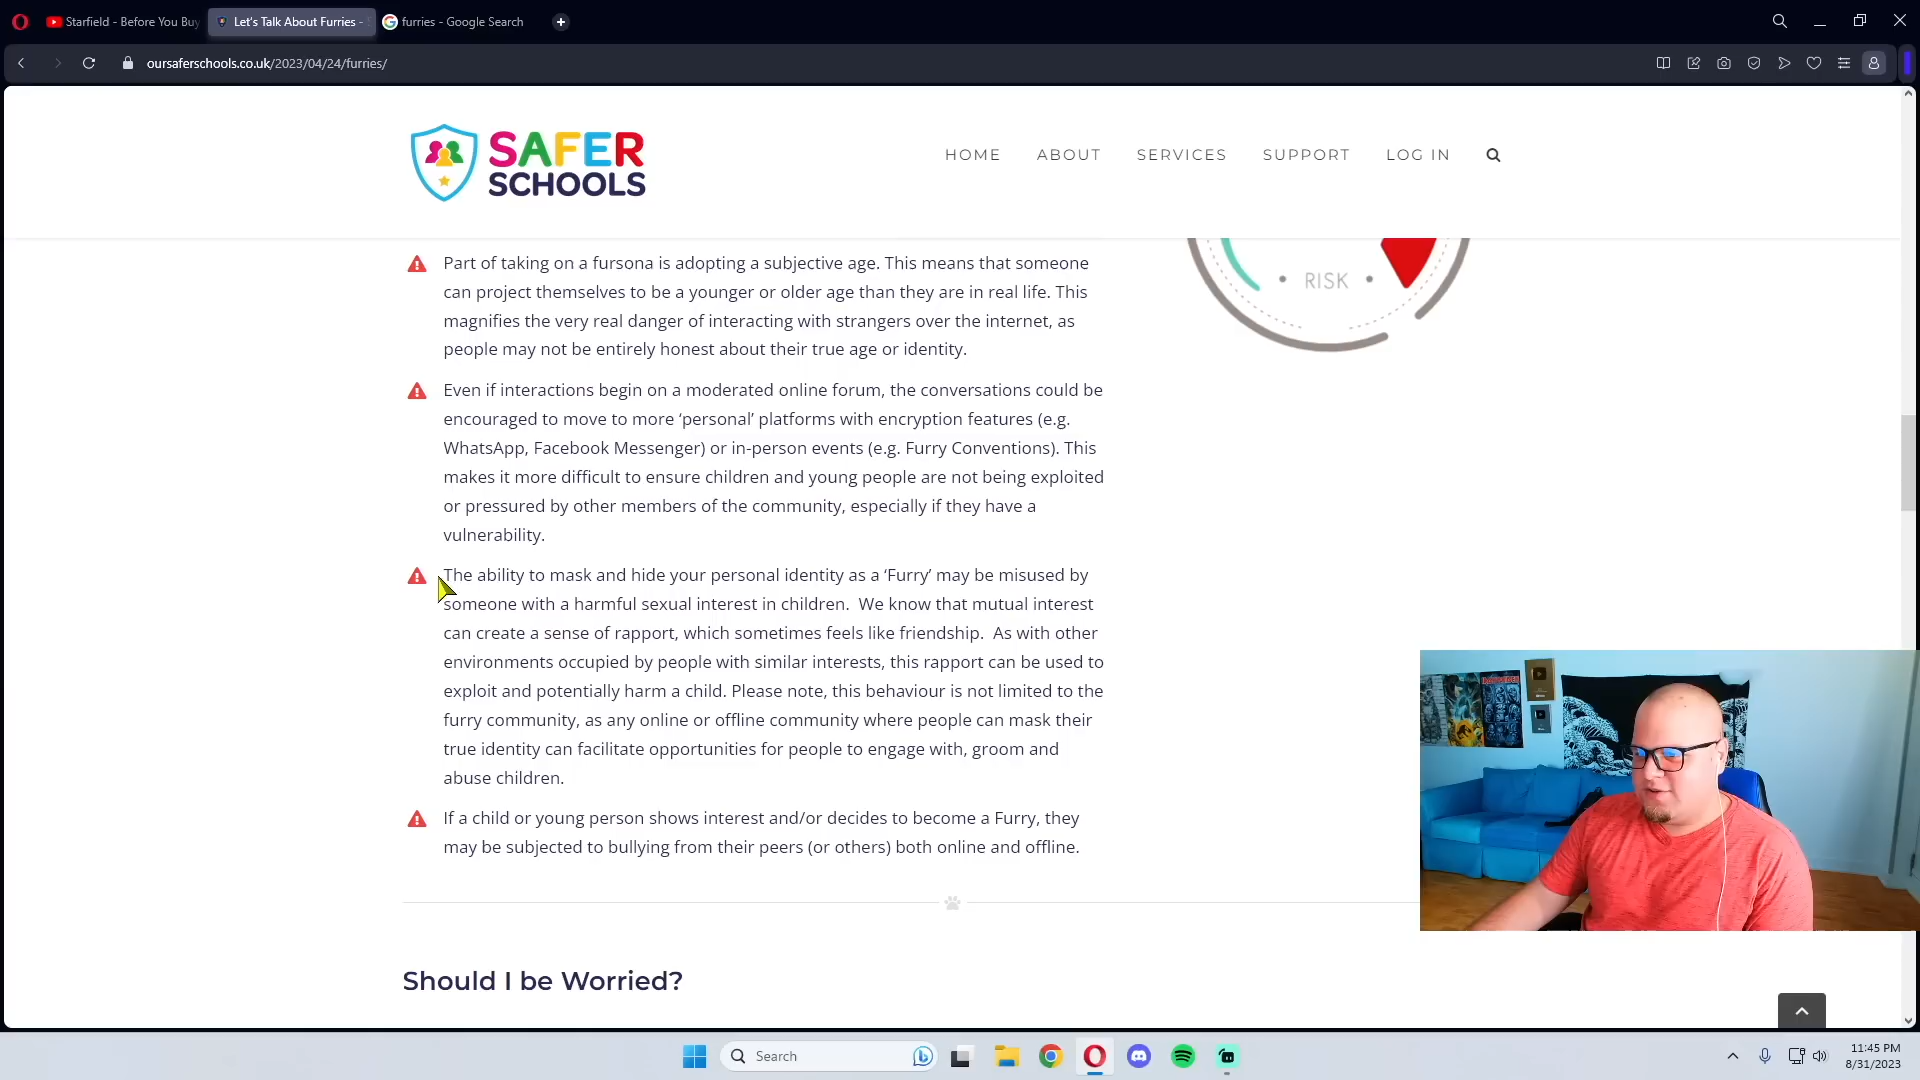 Starfield - Before You Buy
Let's Talk About Furries -
furries - Google Search
oursaferschools.co.uk/2023/04/24/furries/
SAFER
SCHOOLS
HOME
ABOUT
SERVICES
SUPPORT
LOG IN
Part of taking on a fursona is adopting a subjective age. This means that someone
can project themselves to be a younger or older age than they are in real life. This
magnifies the very real danger of interacting with strangers over the internet, as
people may not be entirely honest about their true age or identity.
• RISK •
Even if interactions begin on a moderated online forum, the conversations could be
encouraged to move to more ‘personal’ platforms with encryption features (e.g.
WhatsApp, Facebook Messenger) or in-person events (e.g. Furry Conventions). This
makes it more difficult to ensure children and young people are not being exploited
or pressured by other members of the community, especially if they have a
vulnerability.
The ability to mask and hide your personal identity as a ‘Furry’ may be misused by
someone with a harmful sexual interest in children.  We know that mutual interest
can create a sense of rapport, which sometimes feels like friendship.  As with other
environments occupied by people with similar interests, this rapport can be used to
exploit and potentially harm a child. Please note, this behaviour is not limited to the
furry community, as any online or offline community where people can mask their
true identity can facilitate opportunities for people to engage with, groom and
abuse children.
If a child or young person shows interest and/or decides to become a Furry, they
may be subjected to bullying from their peers (or others) both online and offline.
Should I be Worried?
Search
11:45 PM
8/31/2023